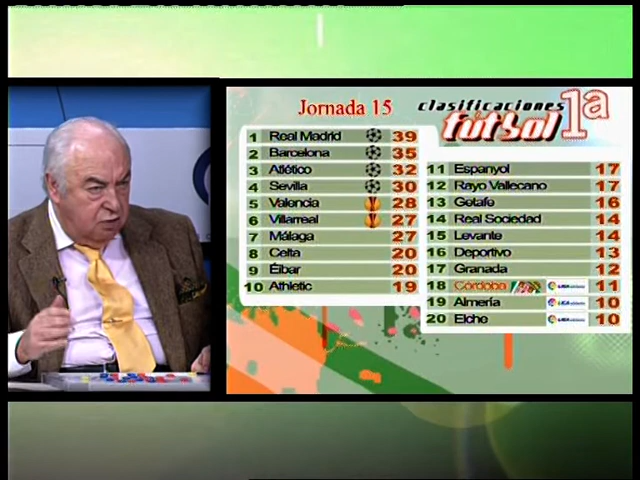 Jornada 15
clasificaciones
fútbol 1ª
1 Real Madrid 39
2 Barcelona 35
3 Atlético 32
4 Sevilla 30
5 Valencia 28
6 Villarreal 27
7 Málaga 27
8 Celta 20
9 Éibar 20
10 Athletic 19
11 Espanyol 17
12 Rayo Vallecano 17
13 Getafe 16
14 Real Sociedad 14
15 Levante 14
16 Deportivo 13
17 Granada 12
18 Córdoba LIGA 11
19 Almería LIGA 10
20 Elche LIGA 10